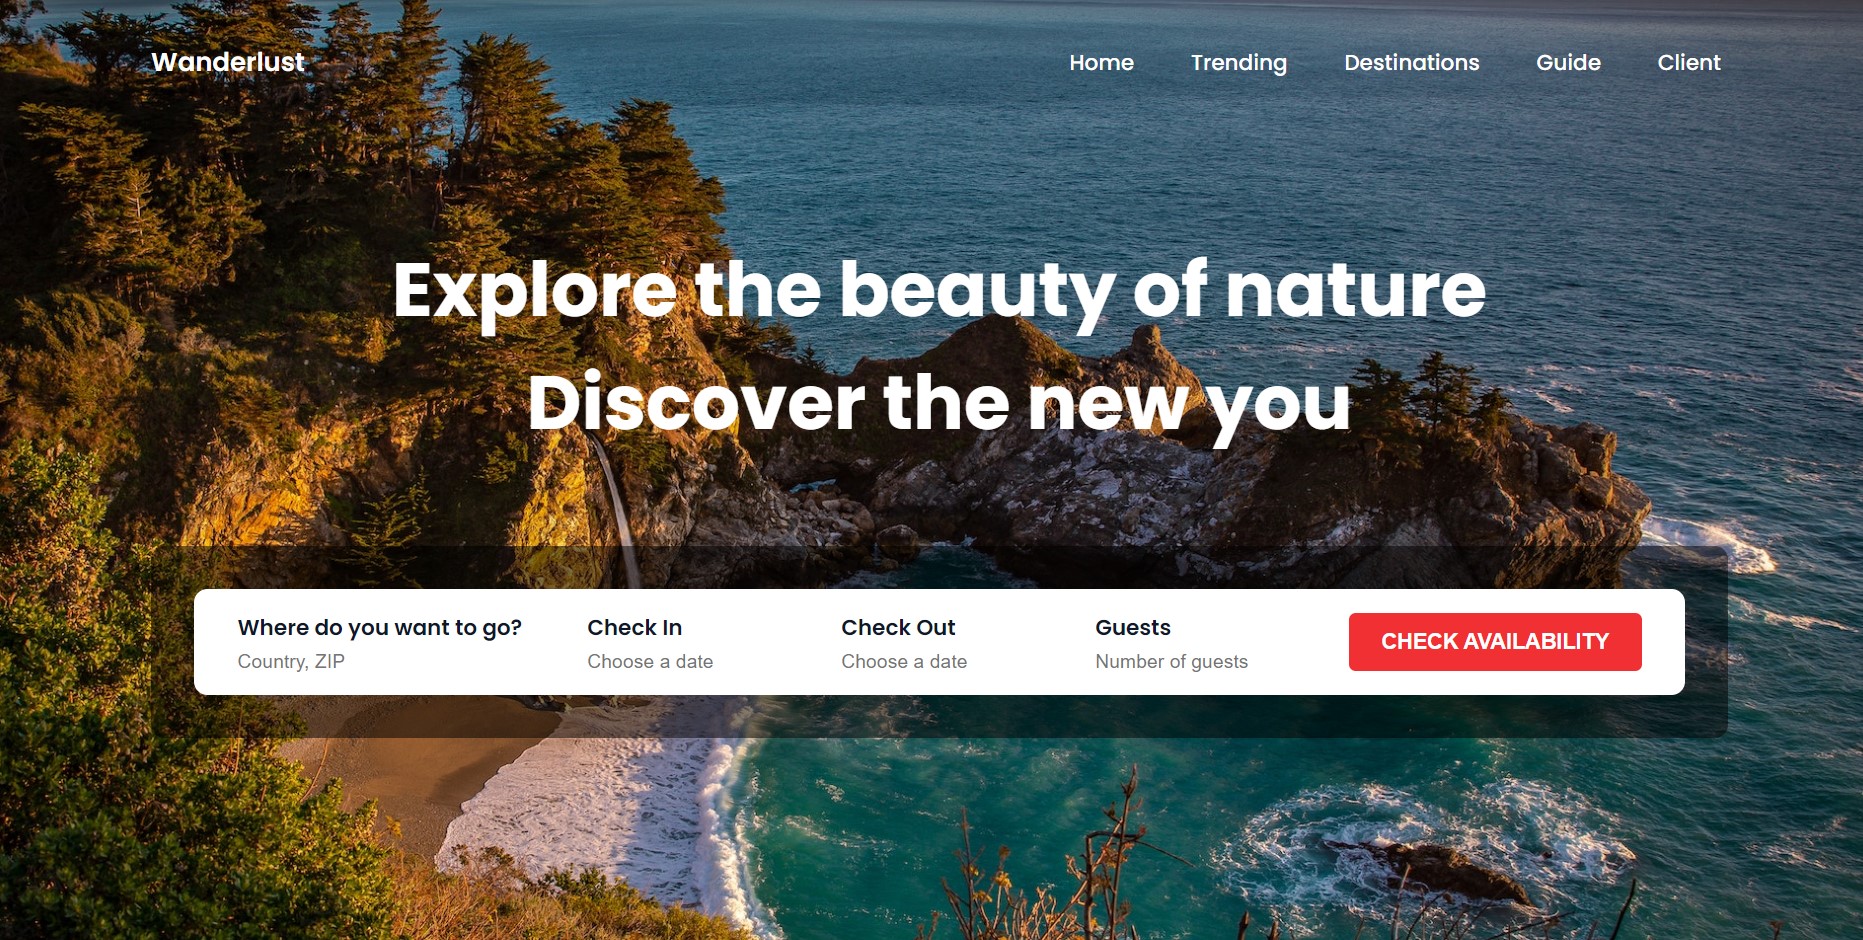 Wanderlust
Home Trending Destinations Guide Client
Explore the beauty of nature
Discover the new you
Where do you want to go? Check In Check Out Guests
Country, ZIP Choose a date Choose a date Number of guests
CHECK AVAILABILITY